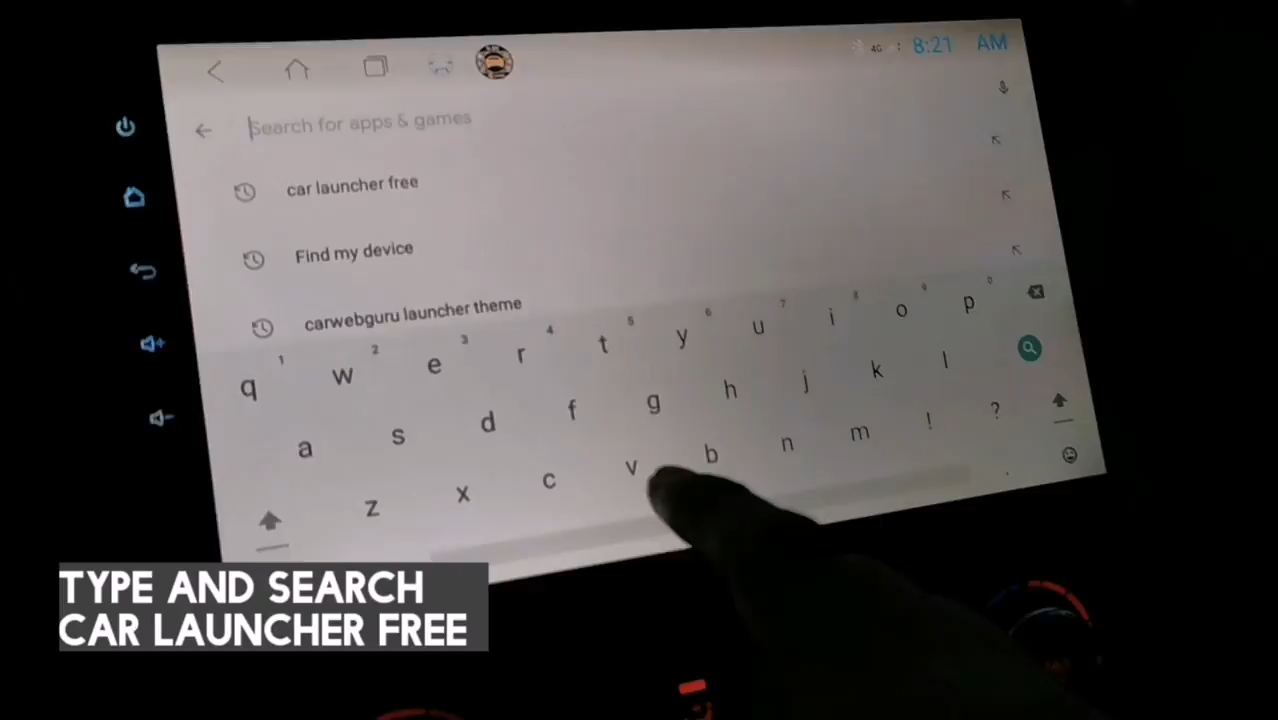 4G : 8:21 AM
Search for apps & games
car launcher free
Find my device
carwebguru launcher theme
1 2 3 4 5 6 7 8 9 0
q w e r t y u i o p
a s d f g h j k l
z x c v b n m ! ?
.
TYPE AND SEARCH
CAR LAUNCHER FREE